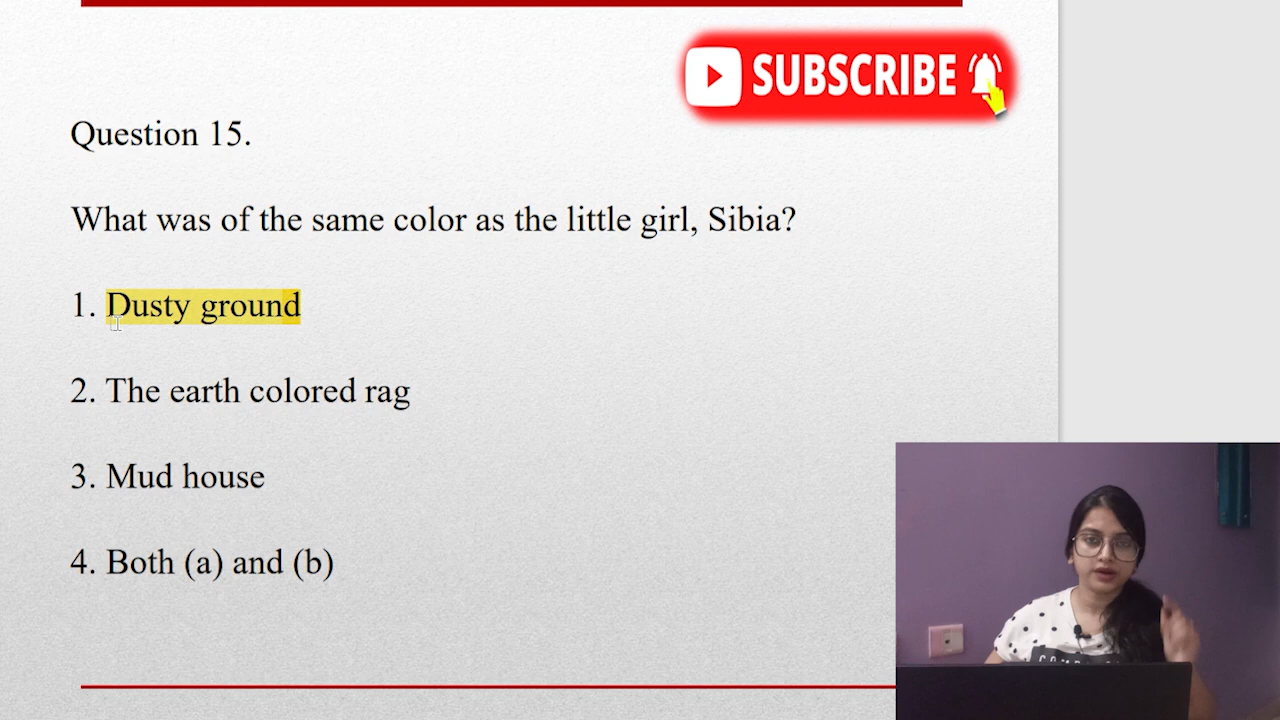 SUBSCRIBE
Question 15.
What was of the same color as the little girl, Sibia?
1. Dusty ground
2. The earth colored rag
3. Mud house
4. Both (a) and (b)